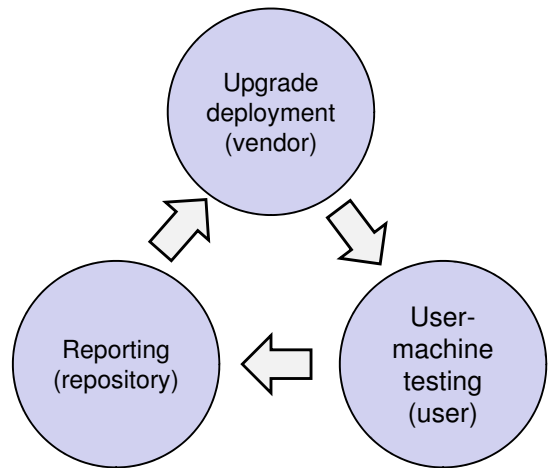 Upgrade
deployment
(vendor)
User-
machine
testing
(user)
Reporting
(repository)